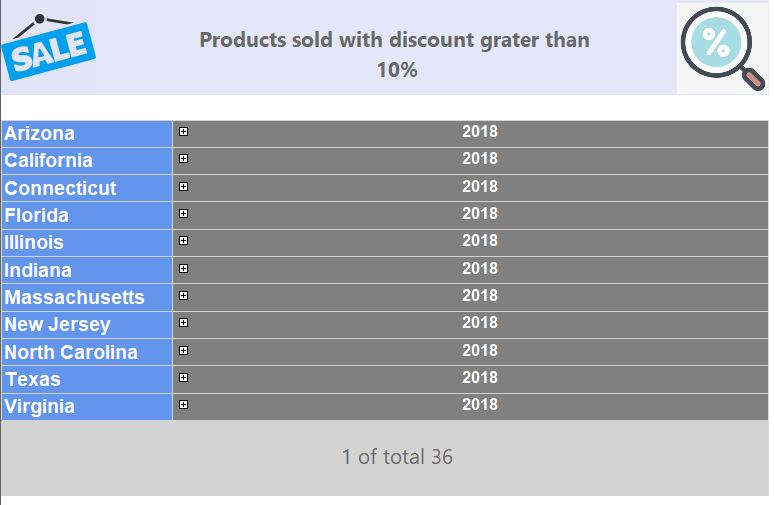 SALE
Products sold with discount grater than
10%
%
Arizona 2018
California 2018
Connecticut 2018
Florida 2018
Illinois 2018
Indiana 2018
Massachusetts 2018
New Jersey 2018
North Carolina 2018
Texas 2018
Virginia 2018
1 of total 36